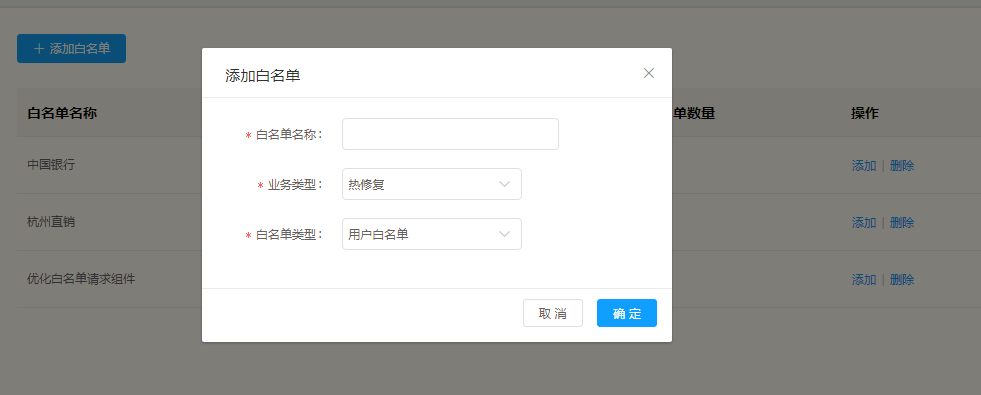 + 添加白名单
添加白名单
白名单名称
单数量
操作
* 白名单名称：
中国银行
添加 | 删除
* 业务类型：
热修复
杭州直销
添加 | 删除
* 白名单类型：
用户白名单
优化白名单请求组件
添加 | 删除
取 消
确 定